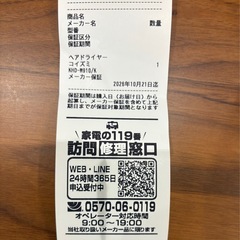 商品名
メーカー名 数量
型番
保証区分
保証期間
ヘアドライヤー
コイズミ 1
KHD-W910/K
メーカー保証
2026年10月21日迄
保証期間は購入日(お届け日)から
起算し、メーカー保証含めて上記
期日までが保証期間となります。
家電の119番
訪問修理窓口
WEB・LINE
24時間365日
申込受付中
0570-06-0119
オペレーター対応時間
9:00～19:00
当社取り扱いメーカー品に限ります